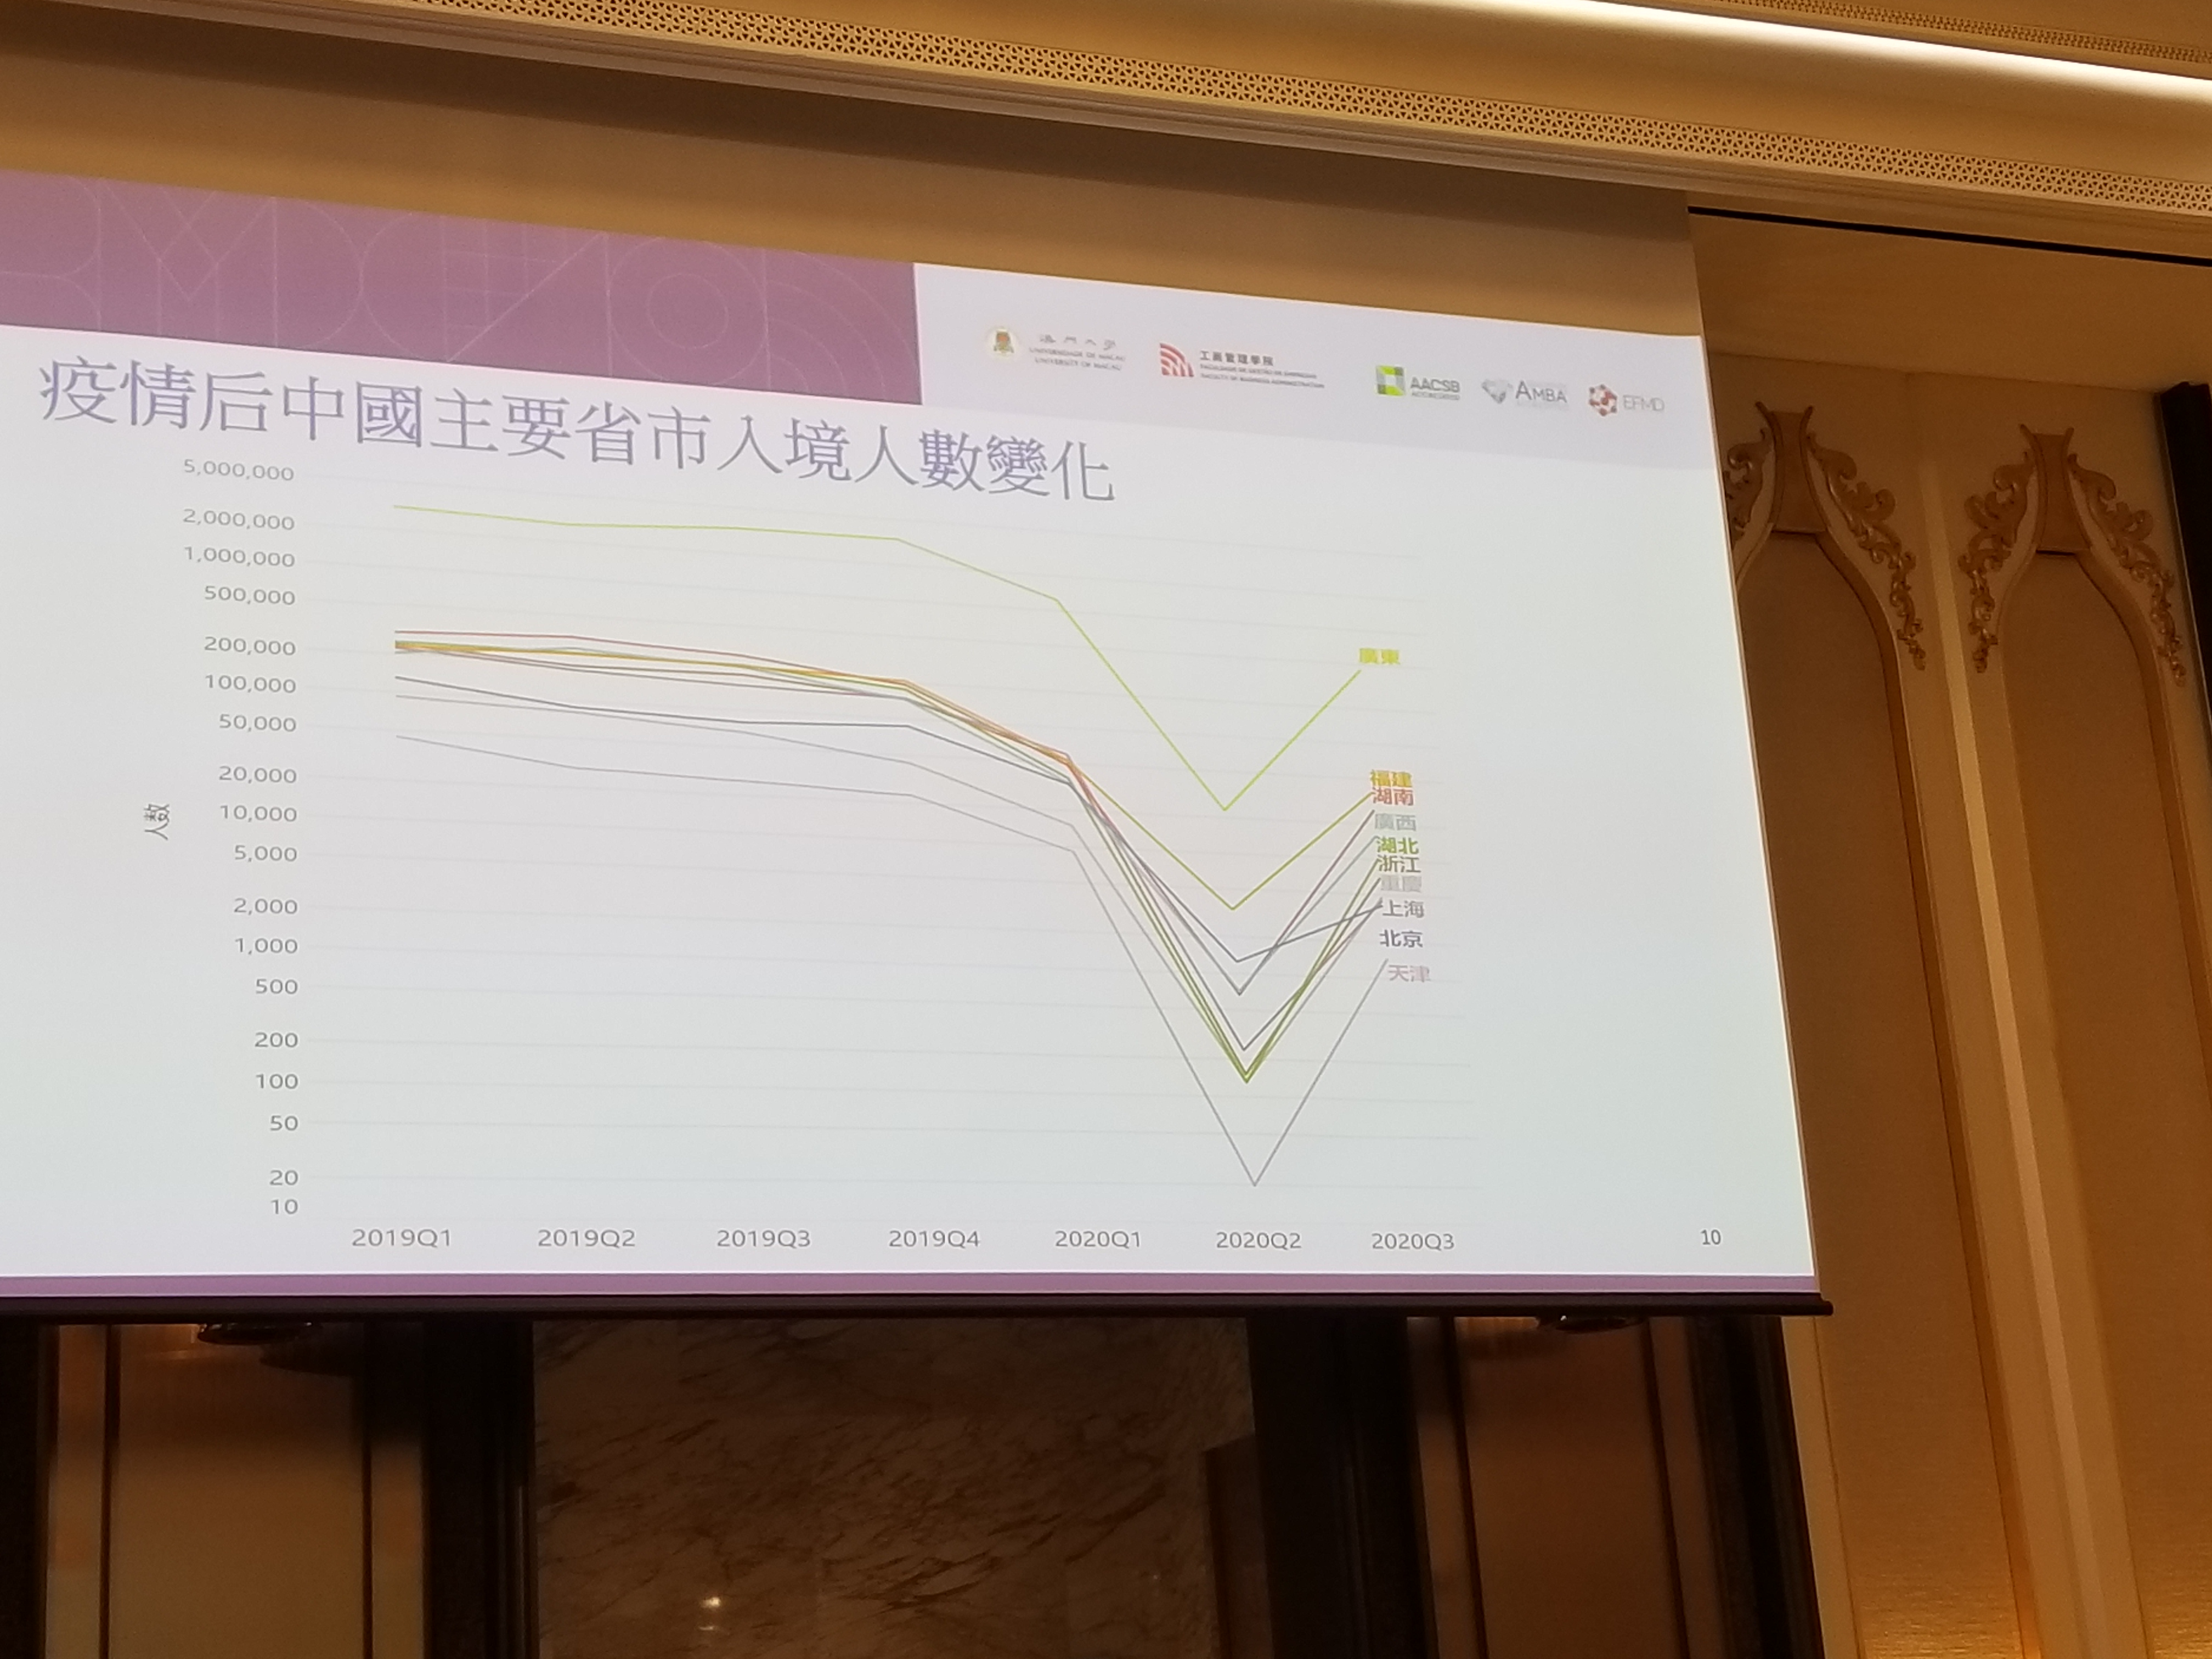 澳門大學
UNIVERSIDADE DE MACAU
UNIVERSITY OF MACAU
工商管理學院
FACULDADE DE GESTÃO DE EMPRESAS
FACULTY OF BUSINESS ADMINISTRATION
AACSB
ACCREDITED
AMBA
EFMD
疫情后中國主要省市入境人數變化
5,000,000
2,000,000
1,000,000
500,000
200,000
100,000
50,000
20,000
10,000
5,000
2,000
1,000
500
200
100
50
20
10
人数
廣東
福建
湖南
廣西
湖北
浙江
重慶
上海
北京
天津
2019Q1
2019Q2
2019Q3
2019Q4
2020Q1
2020Q2
2020Q3
10